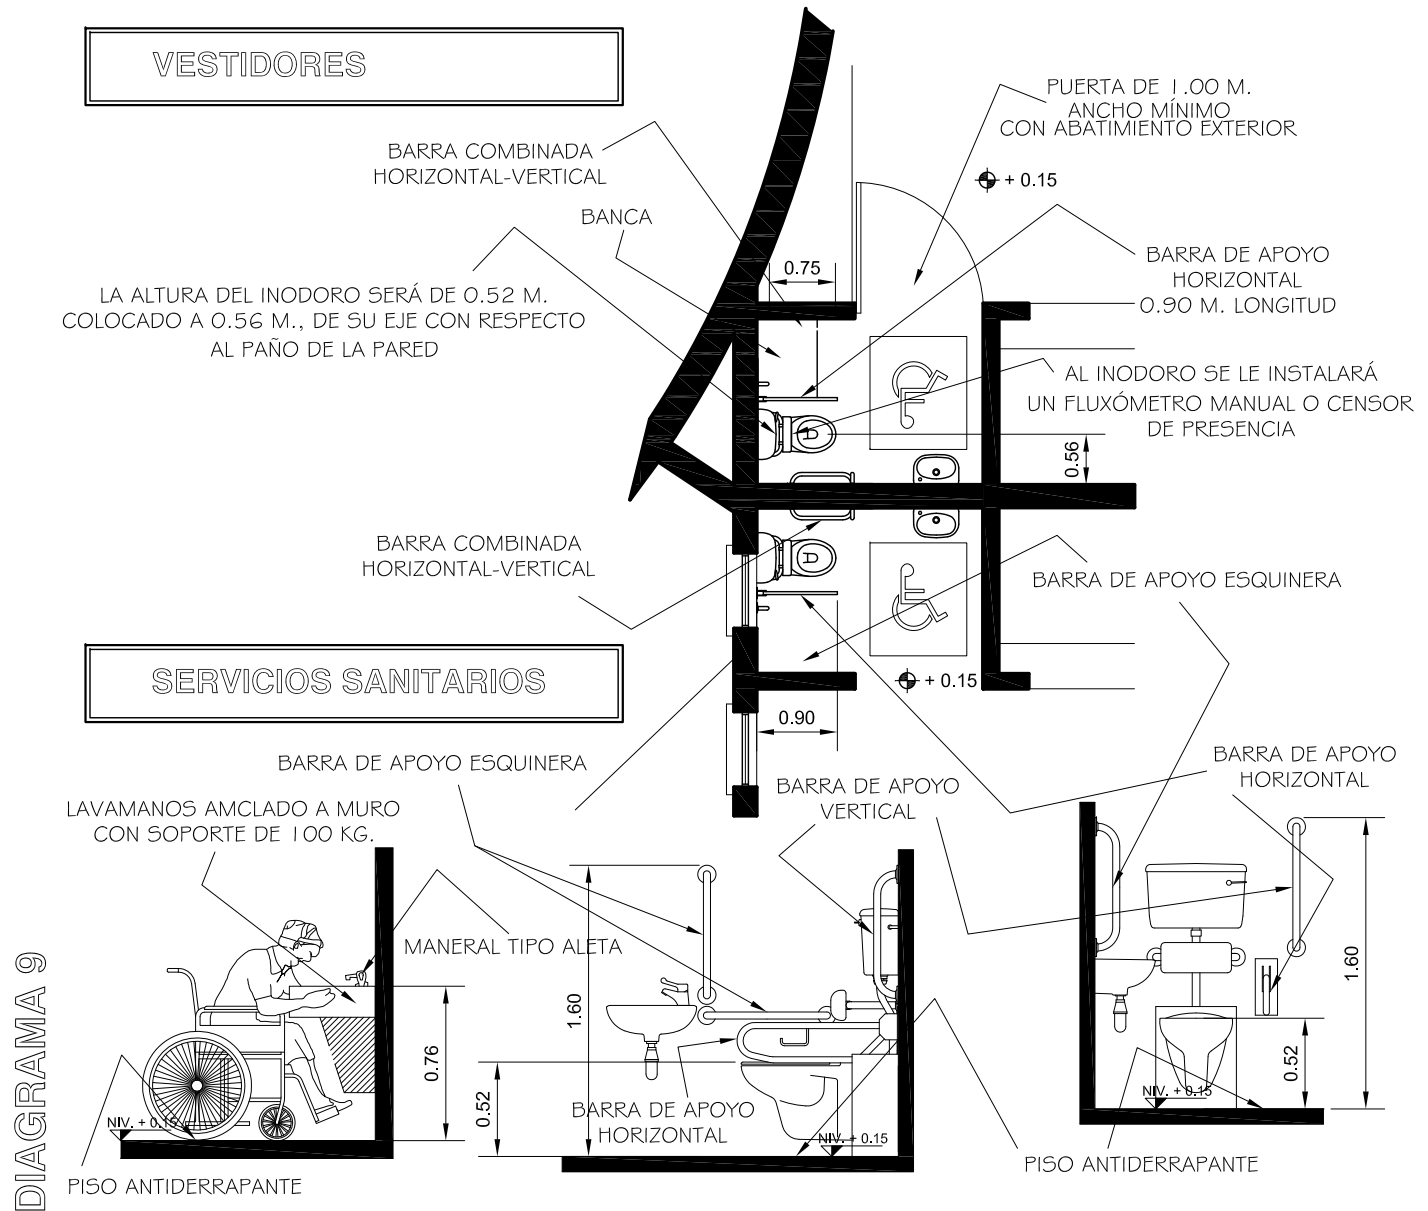 VESTIDORES
PUERTA DE 1.00 M.
ANCHO MÍNIMO
CON ABATIMIENTO EXTERIOR
BARRA COMBINADA
HORIZONTAL-VERTICAL
+ 0.15
BANCA
BARRA DE APOYO
HORIZONTAL
0.90 M. LONGITUD
0.75
LA ALTURA DEL INODORO SERÁ DE 0.52 M.
COLOCADO A 0.56 M., DE SU EJE CON RESPECTO
AL PAÑO DE LA PARED
AL INODORO SE LE INSTALARÁ
UN FLUXÓMETRO MANUAL O CENSOR
DE PRESENCIA
0.56
BARRA COMBINADA
HORIZONTAL-VERTICAL
BARRA DE APOYO ESQUINERA
SERVICIOS SANITARIOS
+ 0.15
0.90
BARRA DE APOYO ESQUINERA
BARRA DE APOYO
VERTICAL
BARRA DE APOYO
HORIZONTAL
LAVAMANOS AMCLADO A MURO
CON SOPORTE DE 100 KG.
MANERAL TIPO ALETA
1.60
1.60
0.76
0.52
0.52
BARRA DE APOYO
HORIZONTAL
NIV. + 0.15
NIV. + 0.15
NIV. + 0.15
PISO ANTIDERRAPANTE
PISO ANTIDERRAPANTE
DIAGRAMA 9